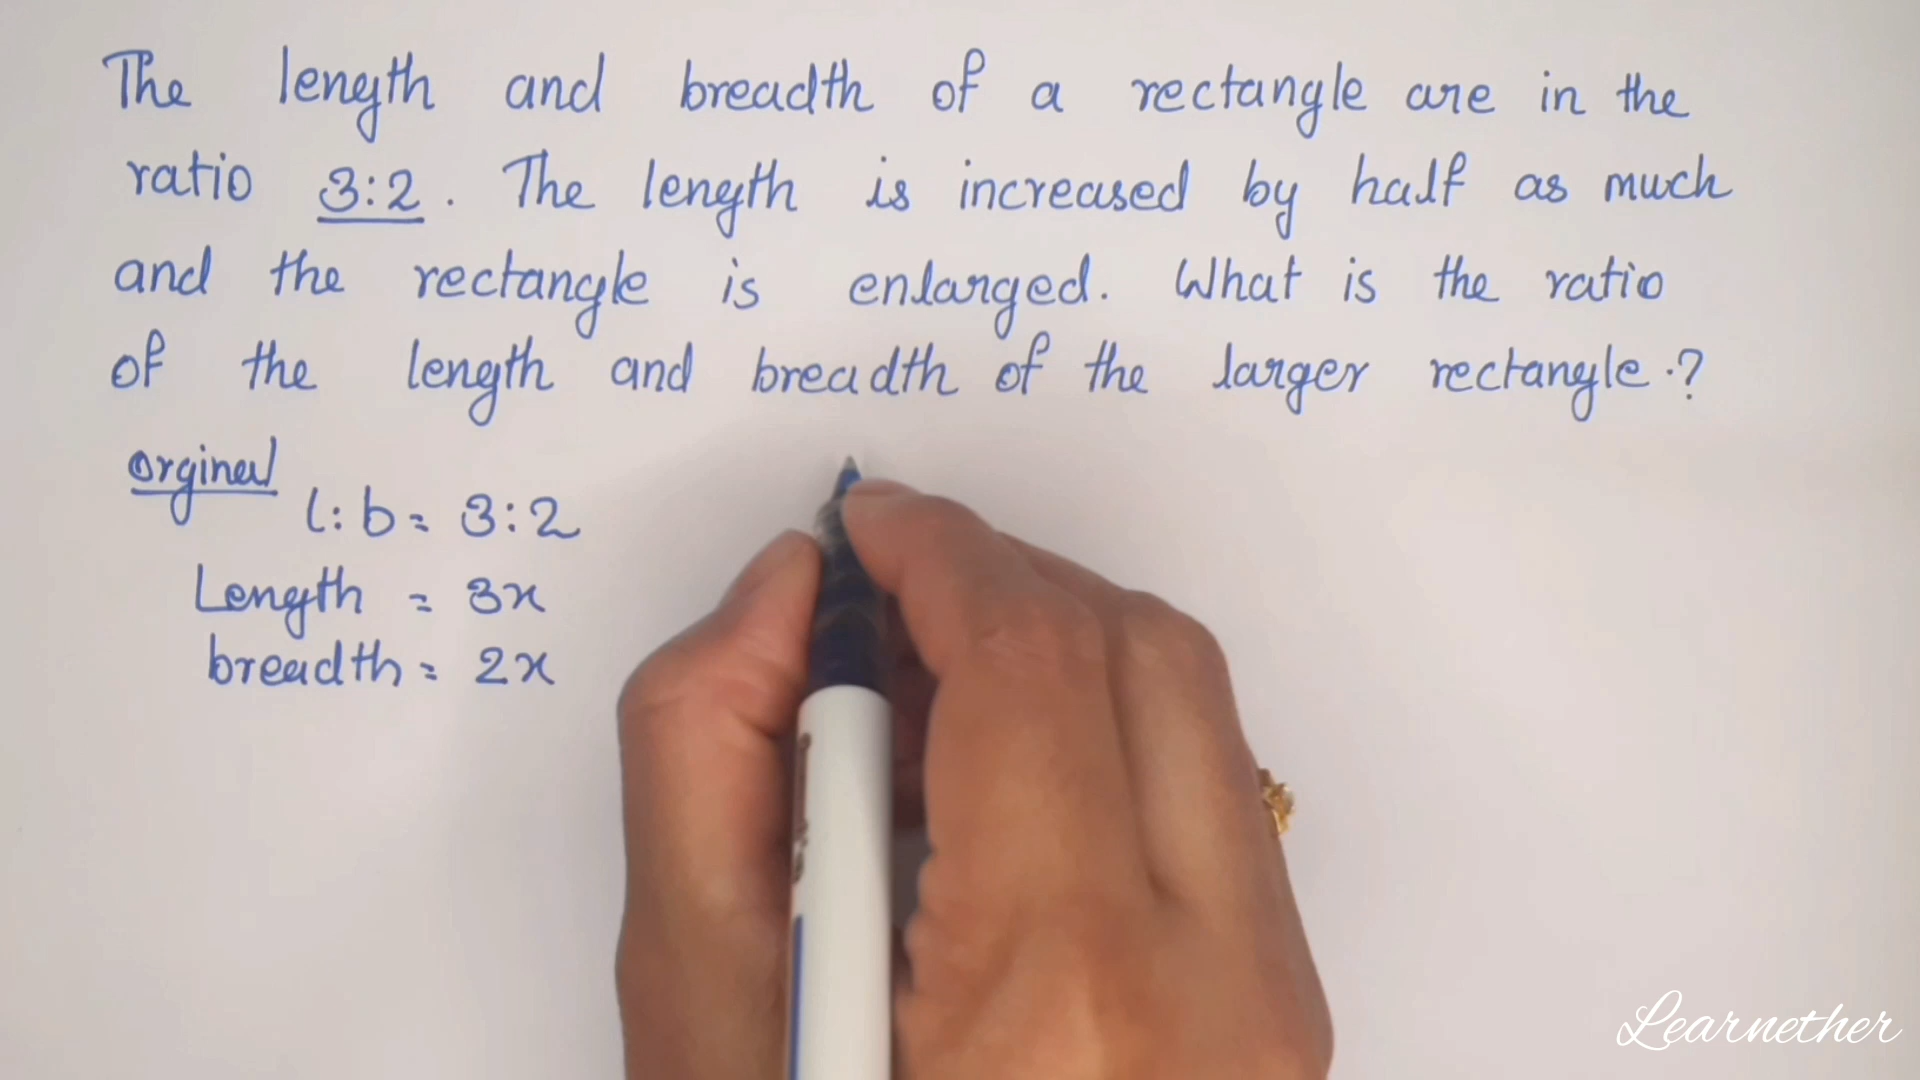 The length and breadth of a rectangle are in the
ratio 3:2. The length is increased by half as much
and the rectangle is enlarged. What is the ratio
of the length and breadth of the larger rectangle.?
Orginal
l:b = 3:2
Length = 3x
breadth = 2x
Learnether